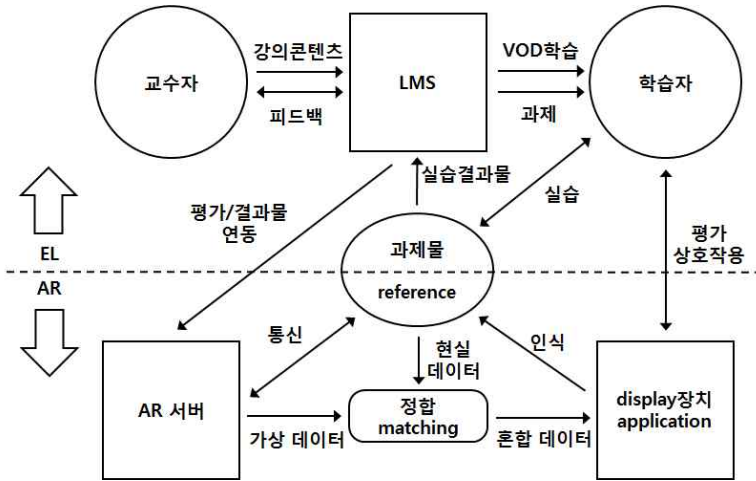 강의콘텐츠
VOD학습
교수자
LMS
학습자
피드백
과제
실습결과물
실습
평가/결과물
연동
평가
상호작용
EL
과제물
AR
reference
통신
현실
데이터
인식
AR 서버
정합
matching
display장치
application
가상 데이터
혼합 데이터